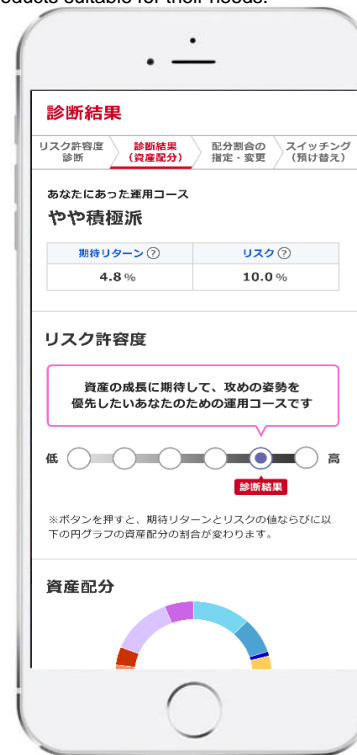 oducts suitable for their needs.
診断結果
リスク許容度
診断
診断結果
(資産配分)
配分割合の
指定・変更
スイッチング
(預け替え)
あなたにあった運用コース
やや積極派
期待リターン ? リスク ?
4.8% 10.0%
リスク許容度
資産の成長に期待して、攻めの姿勢を
優先したいあなたのための運用コースです
低 高
診断結果
※ボタンを押すと、期待リターンとリスクの値ならびに以
下の円グラフの資産配分の割合が変わります。
資産配分